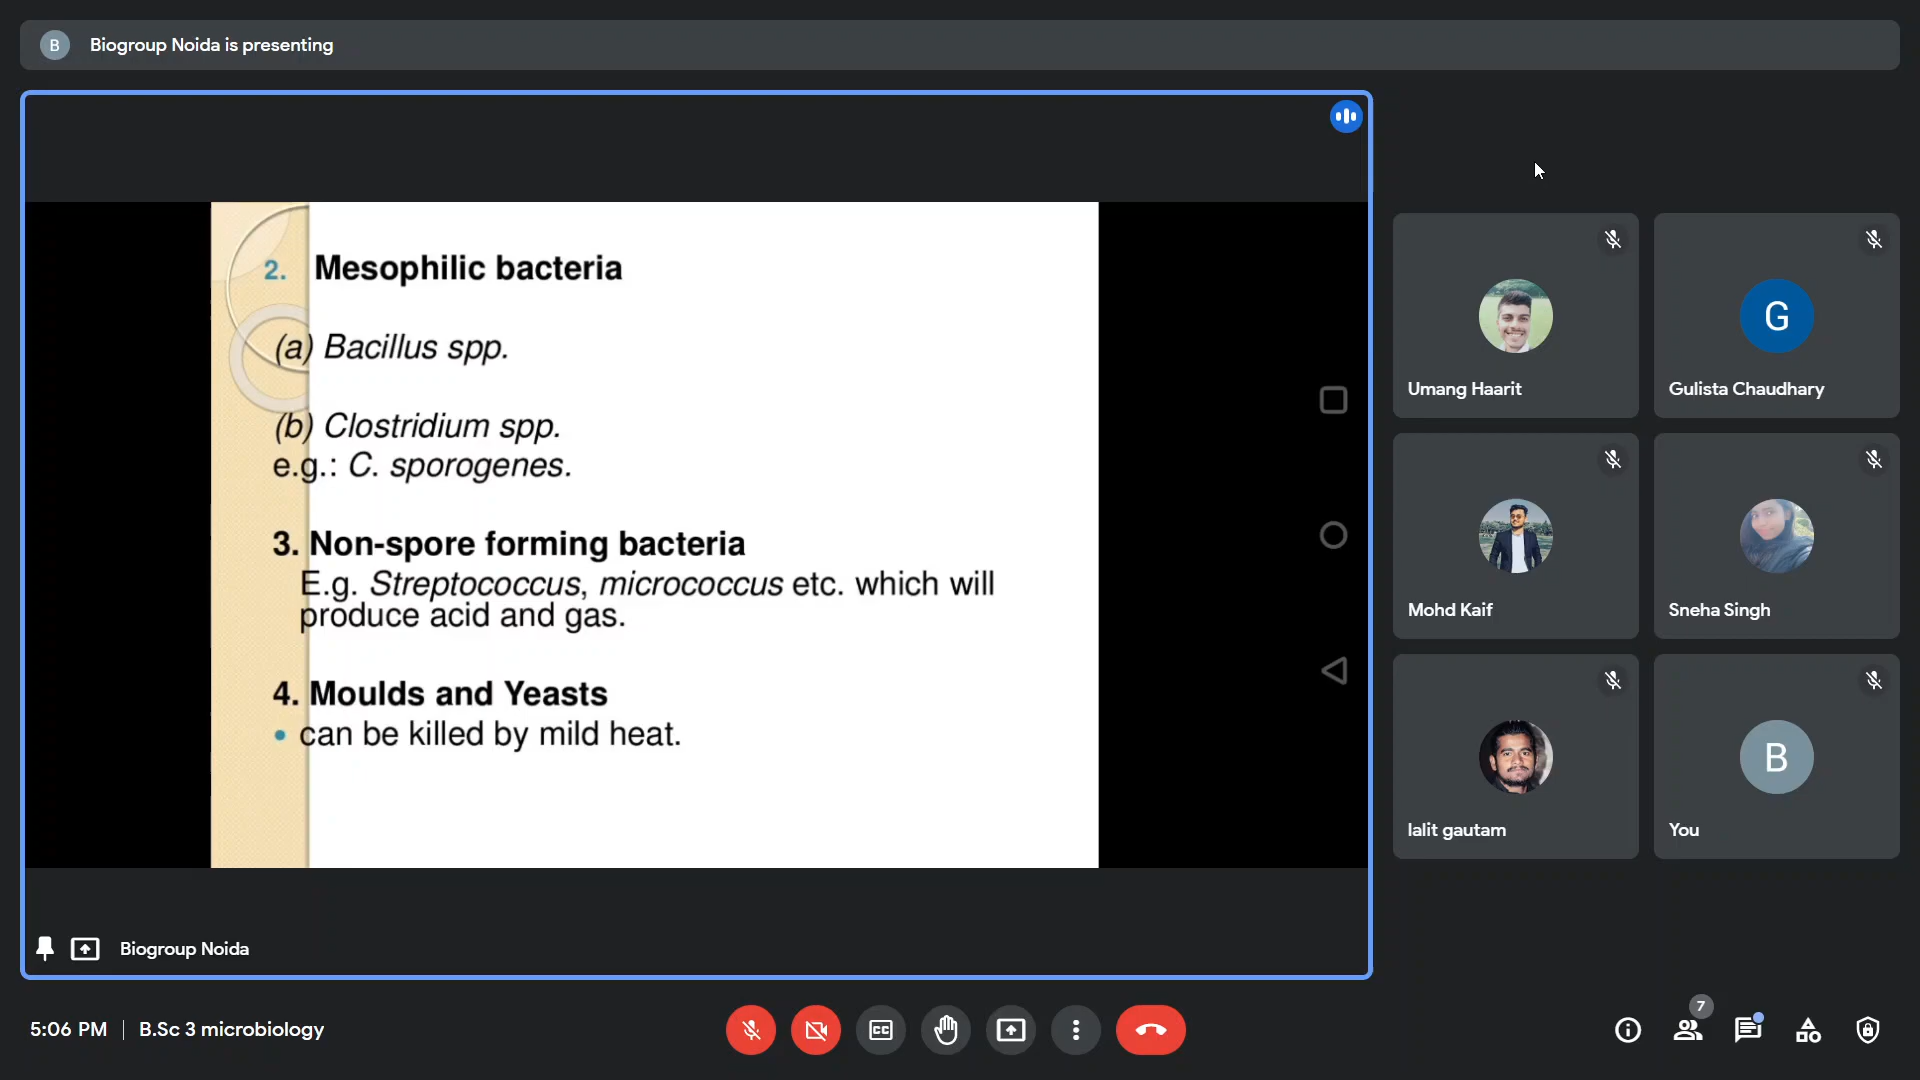 B
Biogroup Noida is presenting
2. Mesophilic bacteria
(a) Bacillus spp.
(b) Clostridium spp.
e.g.: C. sporogenes.
3. Non-spore forming bacteria
E.g. Streptococcus, micrococcus etc. which will
produce acid and gas.
4. Moulds and Yeasts
• can be killed by mild heat.
Biogroup Noida
Umang Haarit
G
Gulista Chaudhary
Mohd Kaif
Sneha Singh
lalit gautam
B
You
5:06 PM | B.Sc 3 microbiology
CC
7